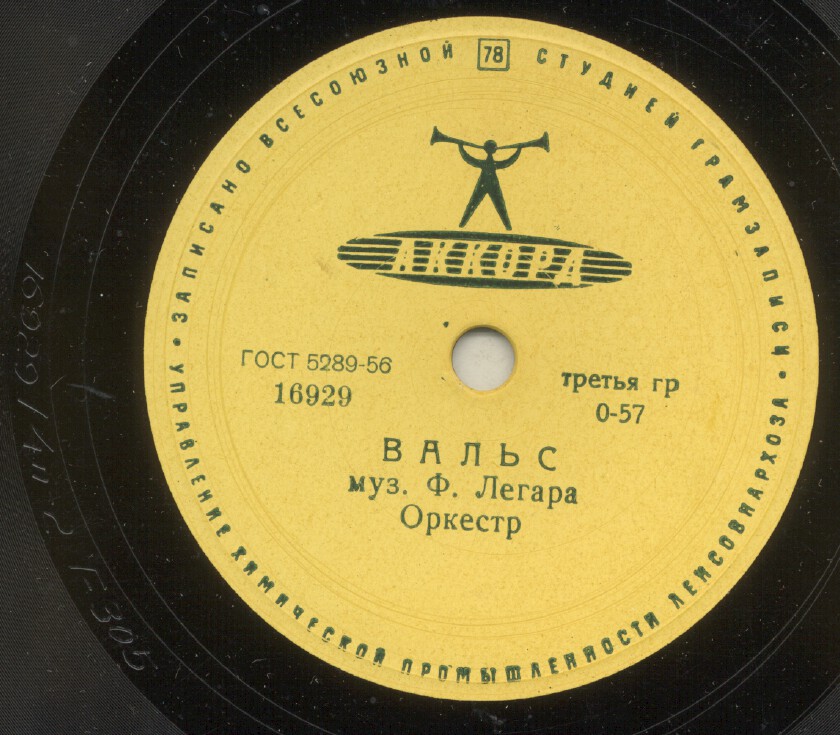 ЗАПИСАНО ВСЕСОЮЗНОЙ 78 СТУДИЕЙ ГРАМЗАПИСИ
АККОРД
ГОСТ 5289-56
16929
третья гр
0-57
ВАЛЬС
муз. Ф. Легара
Оркестр
• УПРАВЛЕНИЕ ХИМИЧЕСКОЙ ПРОМЫШЛЕННОСТИ ЛЕНСОВНАРХОЗА •